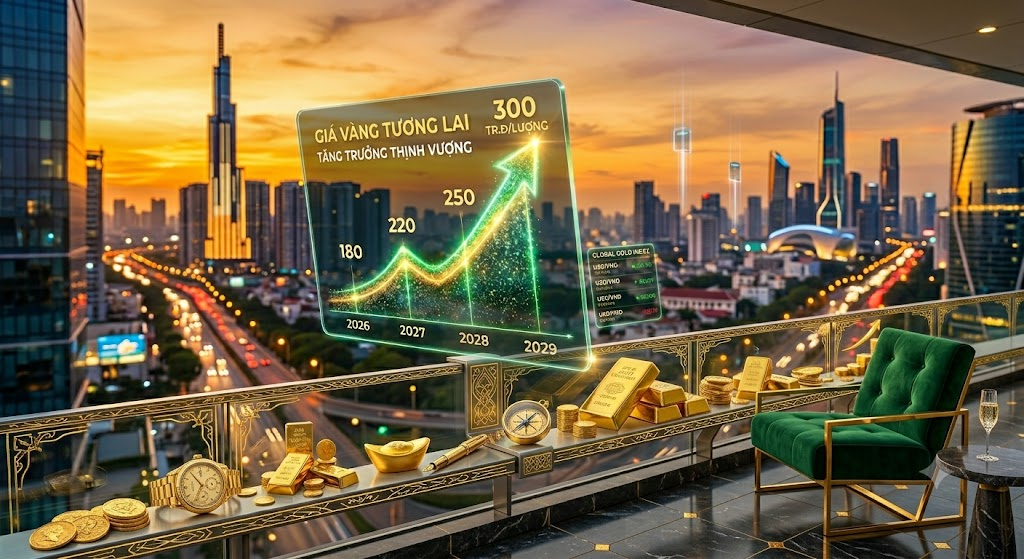 GIÁ VÀNG TƯƠNG LAI
TĂNG TRƯỞNG THỊNH VƯỢNG
300
TR.Đ/LƯỢNG
250
220
180
2026
2027
2028
2029
GLOBAL GOLD